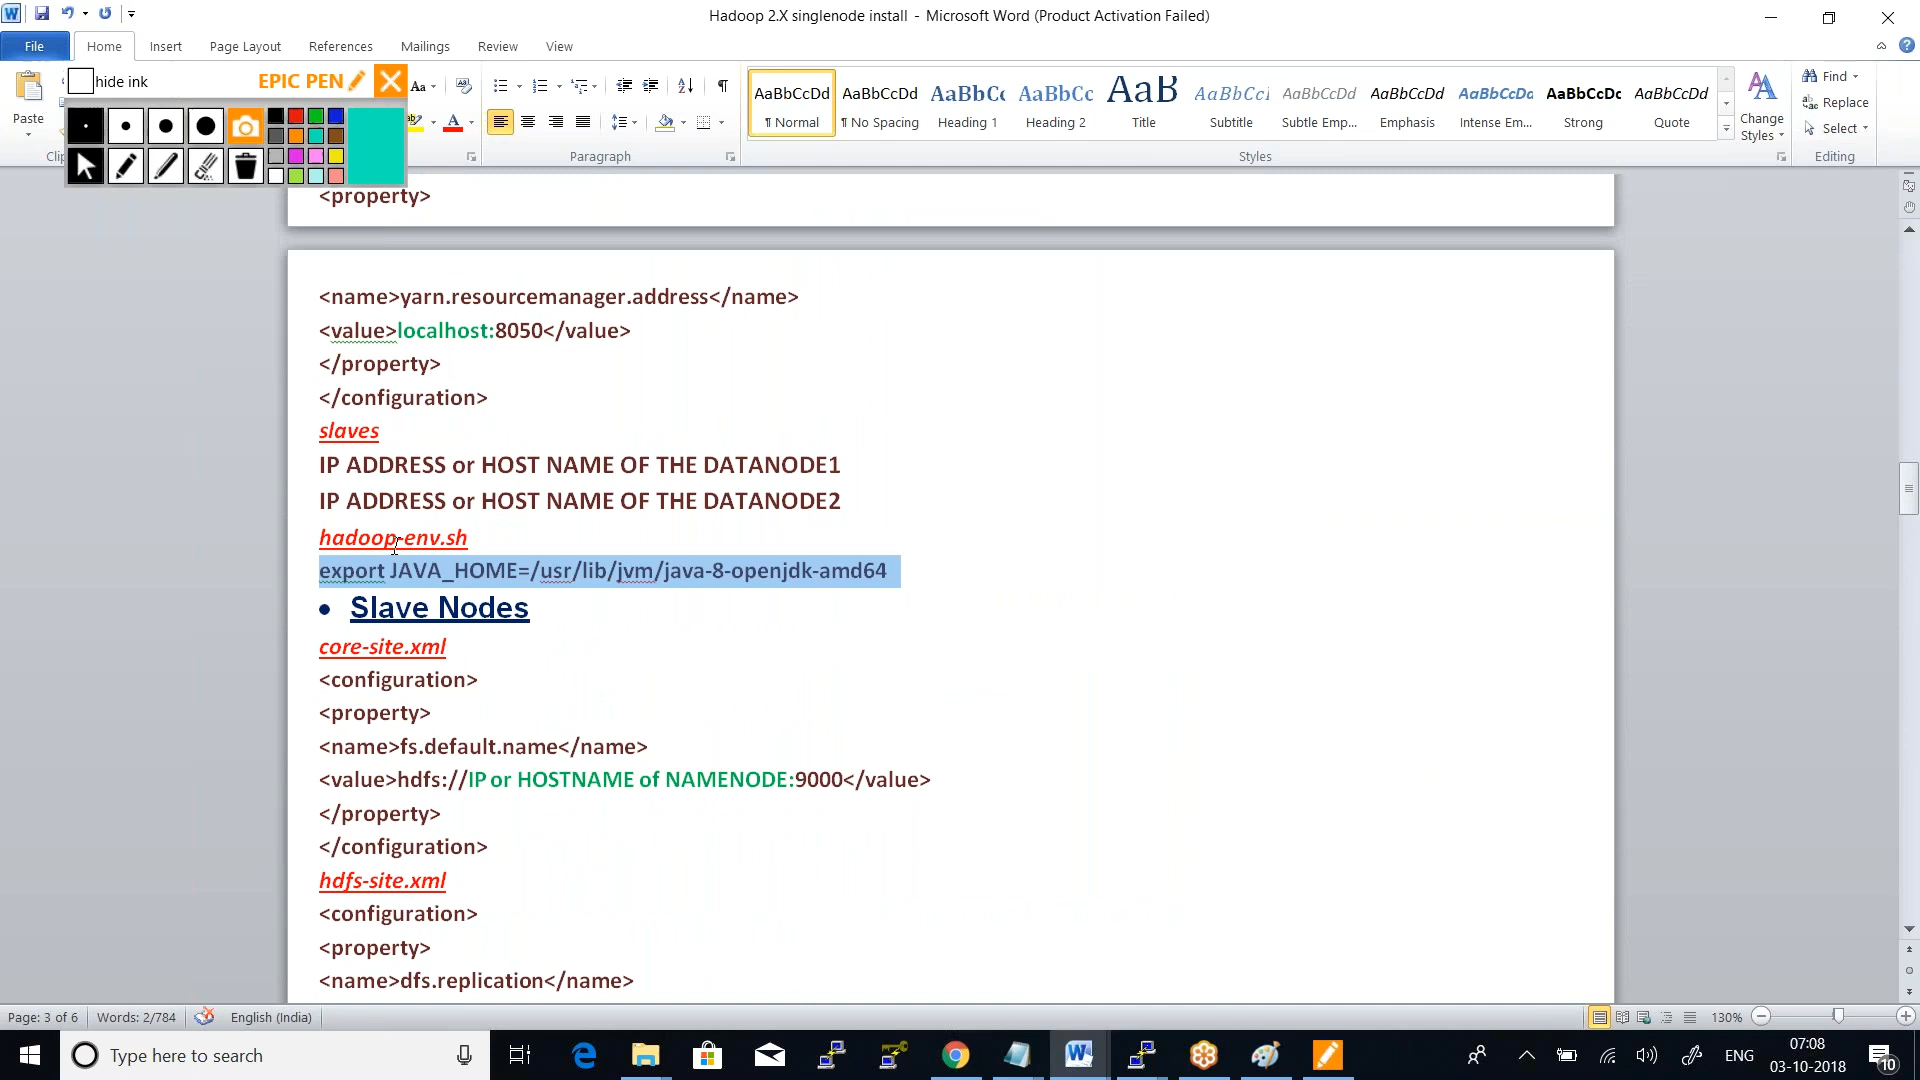 Hadoop 2.X singlenode install - Microsoft Word (Product Activation Failed)
File Home Insert Page Layout References Mailings Review View
hide ink EPIC PEN
Paste
Paragraph
AaBbCcDd AaBbCcDd AaBbCc AaBbCc AaB AaBbCcI AaBbCcDd AaBbCcDd AaBbCcDd AaBbCcDc AaBbCcDd
¶ Normal ¶ No Spacing Heading 1 Heading 2 Title Subtitle Subtle Emp... Emphasis Intense Em... Strong Quote
Change Styles
Styles
Find
Replace
Select
Editing
<property>
<name>yarn.resourcemanager.address</name>
<value>localhost:8050</value>
</property>
</configuration>
slaves
IP ADDRESS or HOST NAME OF THE DATANODE1
IP ADDRESS or HOST NAME OF THE DATANODE2
hadoop-env.sh
export JAVA_HOME=/usr/lib/jvm/java-8-openjdk-amd64
• Slave Nodes
core-site.xml
<configuration>
<property>
<name>fs.default.name</name>
<value>hdfs://IP or HOSTNAME of NAMENODE:9000</value>
</property>
</configuration>
hdfs-site.xml
<configuration>
<property>
<name>dfs.replication</name>
Page: 3 of 6 Words: 2/784 English (India) 130%
Type here to search
ENG
07:08
03-10-2018
10